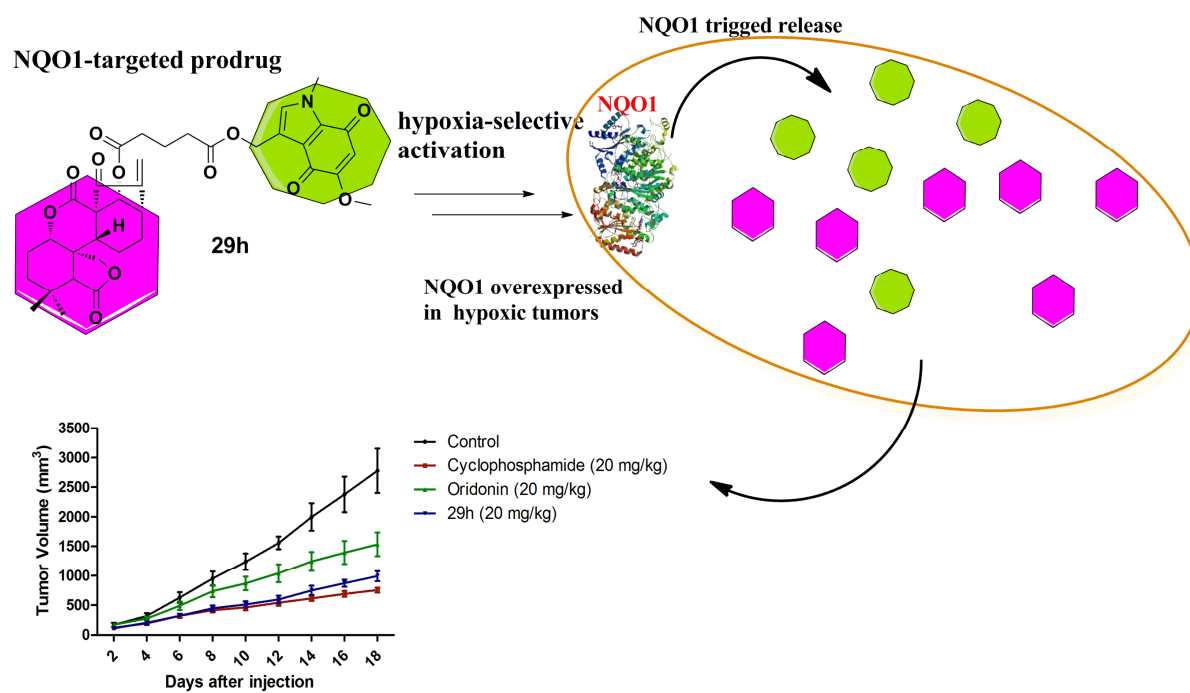 NQO1 trigged release
NQO1-targeted prodrug
N
O
O
O
O
O
O
NQO1
hypoxia-selective
activation
O
O
O
O
H
29h
O
O
NQO1 overexpressed
in hypoxic tumors
Tumor Volume (mm3)
3500
3000
2500
2000
1500
1000
500
0
2
4
6
8
10
12
14
16
18
Days after injection
Control
Cyclophosphamide (20 mg/kg)
Oridonin (20 mg/kg)
29h (20 mg/kg)